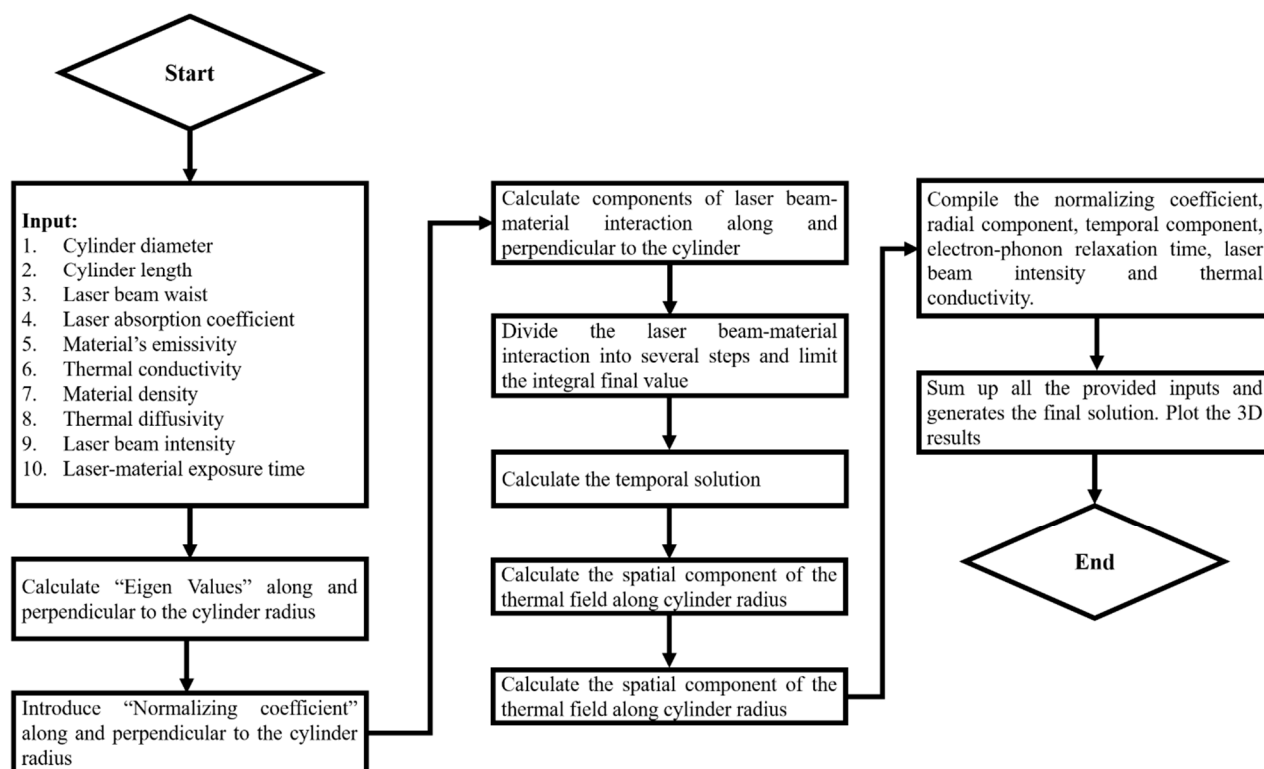 Start
Input:
1. Cylinder diameter
2. Cylinder length
3. Laser beam waist
4. Laser absorption coefficient
5. Material’s emissivity
6. Thermal conductivity
7. Material density
8. Thermal diffusivity
9. Laser beam intensity
10. Laser-material exposure time
Calculate “Eigen Values” along and
perpendicular to the cylinder radius
Introduce “Normalizing coefficient”
along and perpendicular to the cylinder
radius
Calculate components of laser beam-
material interaction along and
perpendicular to the cylinder
Divide the laser beam-material
interaction into several steps and limit
the integral final value
Calculate the temporal solution
Calculate the spatial component of the
thermal field along cylinder radius
Calculate the spatial component of the
thermal field along cylinder radius
Compile the normalizing coefficient,
radial component, temporal component,
electron-phonon relaxation time, laser
beam intensity and thermal
conductivity.
Sum up all the provided inputs and
generates the final solution. Plot the 3D
results
End